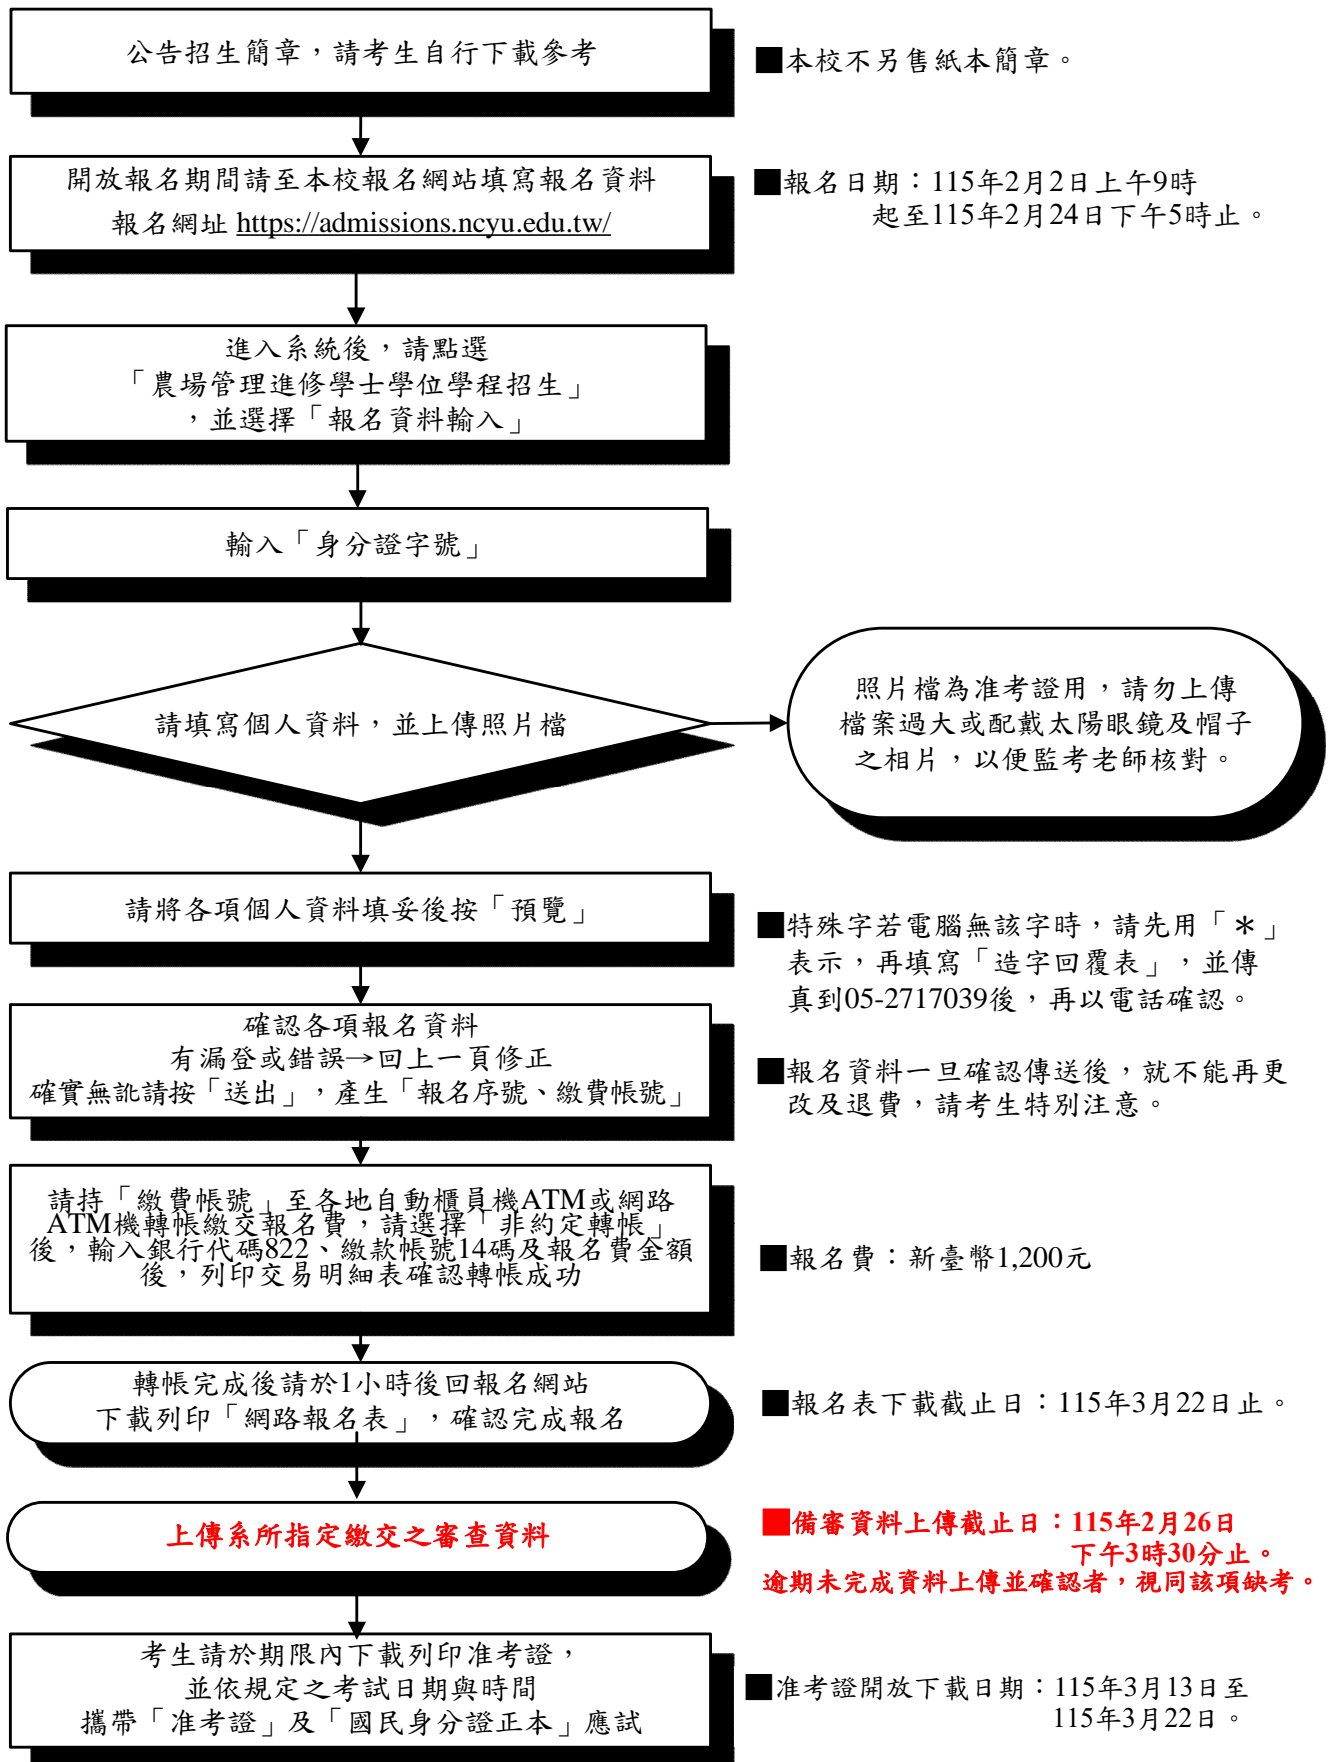 公告招生簡章，請考生自行下載參考
■本校不另售紙本簡章。
開放報名期間請至本校報名網站填寫報名資料
報名網址 https://admissions.ncyu.edu.tw/
■報名日期：115年2月2日上午9時
起至115年2月24日下午5時止。
進入系統後，請點選
「農場管理進修學士學位學程招生」
，並選擇「報名資料輸入」
輸入「身分證字號」
請填寫個人資料，並上傳照片檔
照片檔為准考證用，請勿上傳
檔案過大或配戴太陽眼鏡及帽子
之相片，以便監考老師核對。
請將各項個人資料填妥後按「預覽」
■特殊字若電腦無該字時，請先用「＊」
表示，再填寫「造字回覆表」，並傳
真到05-2717039後，再以電話確認。
確認各項報名資料
有漏登或錯誤→回上一頁修正
確實無訛請按「送出」，產生「報名序號、繳費帳號」
■報名資料一旦確認傳送後，就不能再更
改及退費，請考生特別注意。
請持「繳費帳號」至各地自動櫃員機ATM或網路
ATM機轉帳繳交報名費，請選擇「非約定轉帳」
後，輸入銀行代碼822、繳款帳號14碼及報名費金額
後，列印交易明細表確認轉帳成功
■報名費：新臺幣1,200元
轉帳完成後請於1小時後回報名網站
下載列印「網路報名表」，確認完成報名
■報名表下載截止日：115年3月22日止。
上傳系所指定繳交之審查資料
■備審資料上傳截止日：115年2月26日
下午3時30分止。
逾期未完成資料上傳並確認者，視同該項缺考。
考生請於期限內下載列印准考證，
並依規定之考試日期與時間
攜帶「准考證」及「國民身分證正本」應試
■准考證開放下載日期：115年3月13日至
115年3月22日。